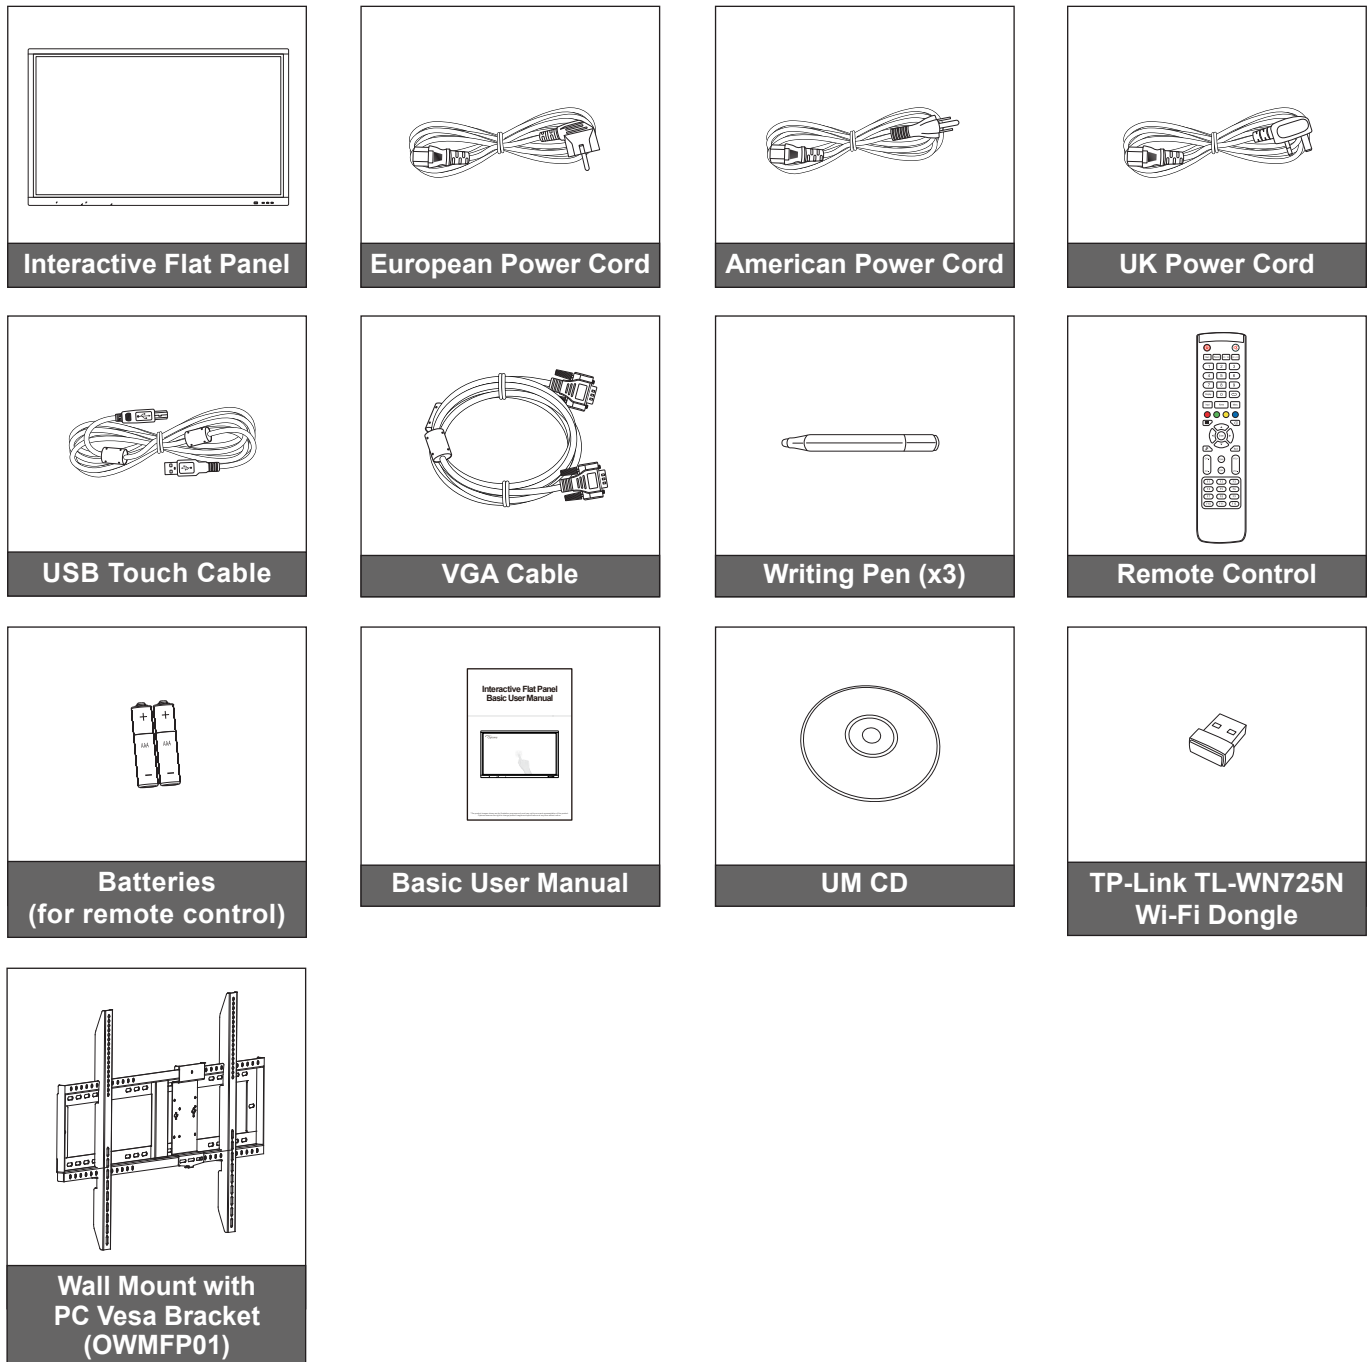 Interactive Flat Panel
European Power Cord
American Power Cord
UK Power Cord
USB Touch Cable
VGA Cable
Writing Pen (x3)
Remote Control
+
+
AAA
AAA
Batteries
(for remote control)
Interactive Flat Panel
Basic User Manual
Basic User Manual
UM CD
TP-Link TL-WN725N
Wi-Fi Dongle
Wall Mount with
PC Vesa Bracket
(OWMFP01)